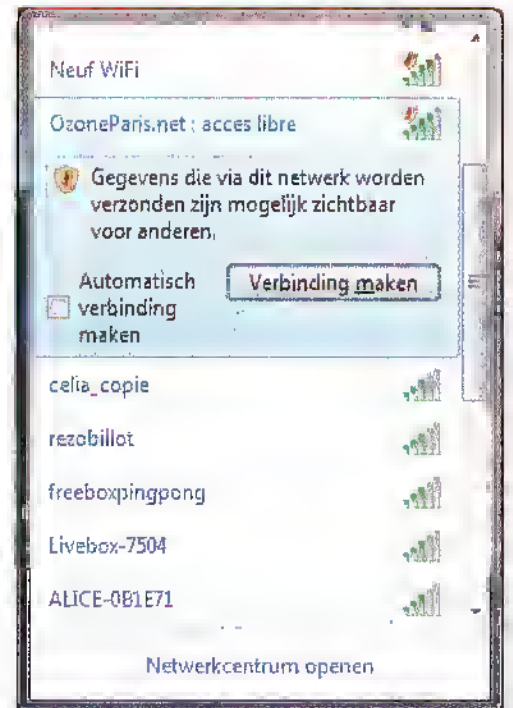 Neuf WiFi
OzoneParis.net : acces libre
Gegevens die via dit netwerk worden
verzonden zijn mogelijk zichtbaar
voor anderen.
Automatisch
verbinding
maken
Verbinding maken
celia_copie
rezobillot
freeboxpingpong
Livebox-7504
ALICE-0B1E71
Netwerkcentrum openen